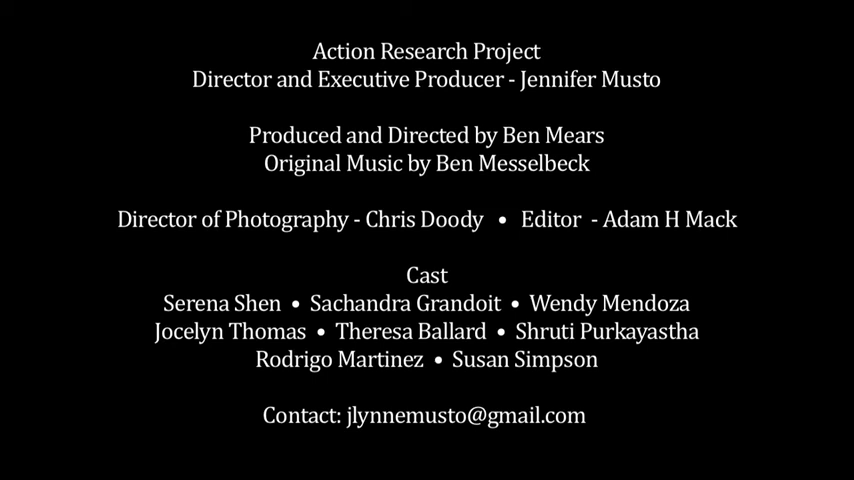 Action Research Project
Director and Executive Producer - Jennifer Musto
Produced and Directed by Ben Mears
Original Music by Ben Messelbeck
Director of Photography - Chris Doody • Editor - Adam H Mack
Cast
Serena Shen • Sachandra Grandoit • Wendy Mendoza
Jocelyn Thomas • Theresa Ballard • Shruti Purkayastha
Rodrigo Martinez • Susan Simpson
Contact: jlynnemusto@gmail.com